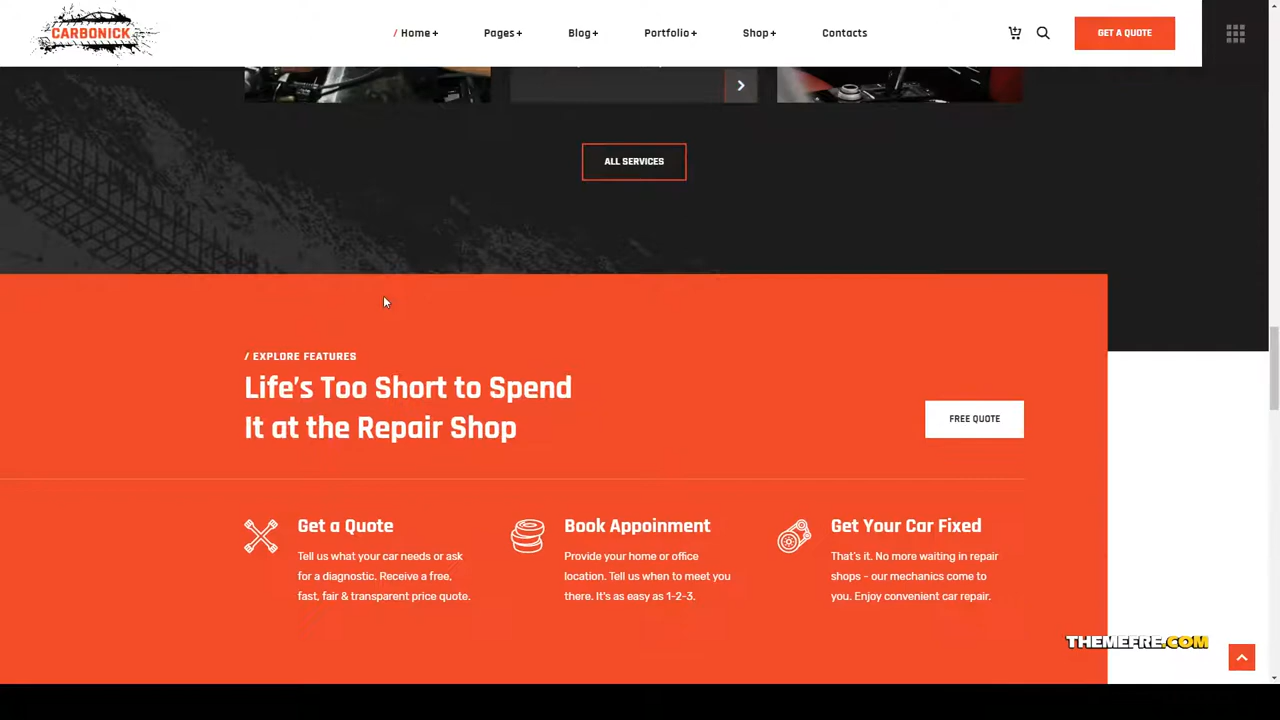 CARBONICK
/ Home + Pages + Blog + Portfolio + Shop + Contacts GET A QUOTE
ALL SERVICES
/ EXPLORE FEATURES
Life's Too Short to Spend
It at the Repair Shop
FREE QUOTE
Get a Quote
Tell us what your car needs or ask
for a diagnostic. Receive a free,
fast, fair & transparent price quote.
Book Appoinment
Provide your home or office
location. Tell us when to meet you
there. It's as easy as 1-2-3.
Get Your Car Fixed
That's it. No more waiting in repair
shops - our mechanics come to
you. Enjoy convenient car repair.
THEMEFRE.COM